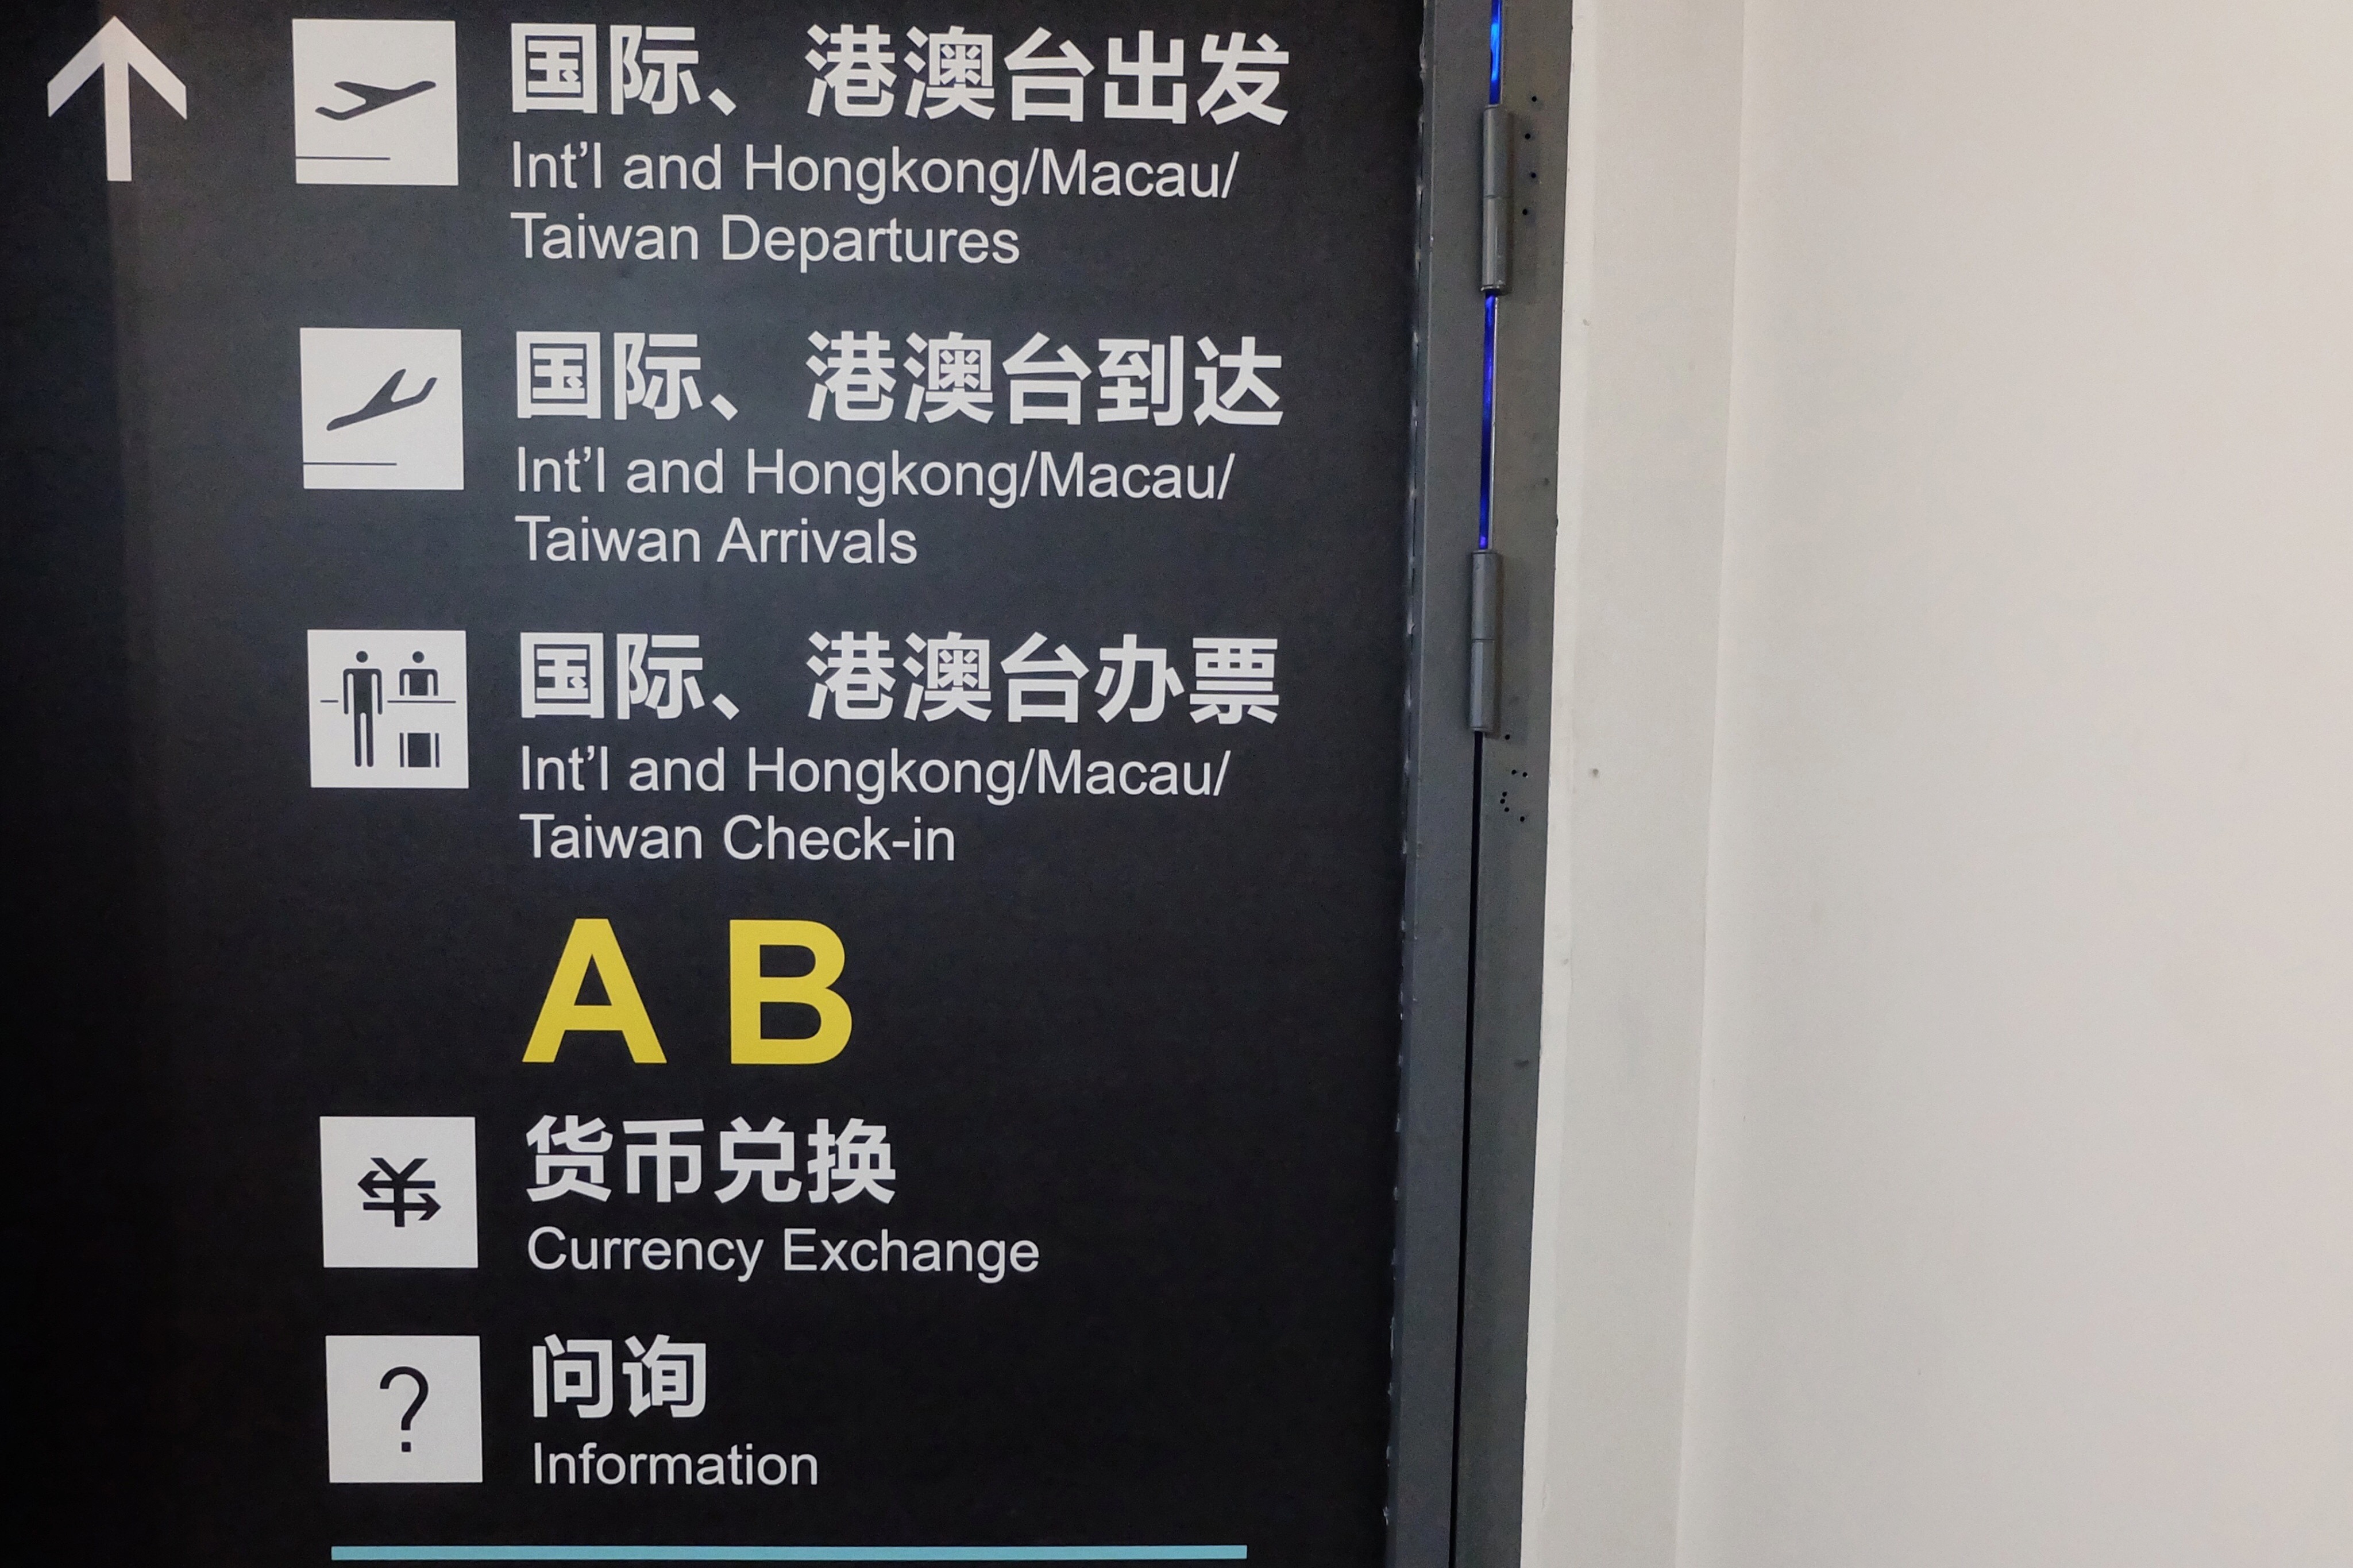 国际、港澳台出发
Int’l and Hongkong/Macau/
Taiwan Departures
国际、港澳台到达
Int’l and Hongkong/Macau/
Taiwan Arrivals
国际、港澳台办票
Int’l and Hongkong/Macau/
Taiwan Check-in
A B
货币兑换
Currency Exchange
?
问询
Information